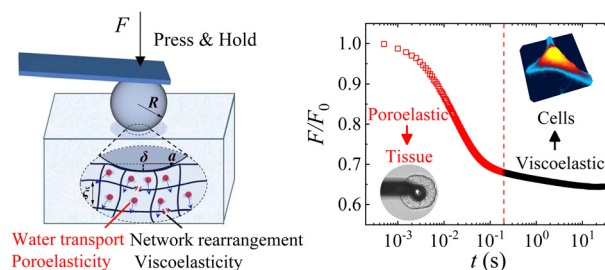 F
Press & Hold
R
δ
a
Water transport Network rearrangement
Poroelasticity Viscoelasticity
F/F0
1.0
0.9
0.8
0.7
0.6
Poroelastic
Tissue
Cells
Viscoelastic
10⁻³ 10⁻² 10⁻¹ 10⁰ 10¹
t (s)